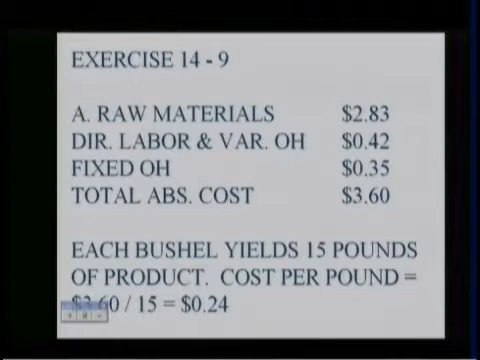 EXERCISE 14 - 9
A. RAW MATERIALS $2.83
DIR. LABOR & VAR. OH $0.42
FIXED OH $0.35
TOTAL ABS. COST $3.60
EACH BUSHEL YIELDS 15 POUNDS
OF PRODUCT. COST PER POUND =
$3.60 / 15 = $0.24